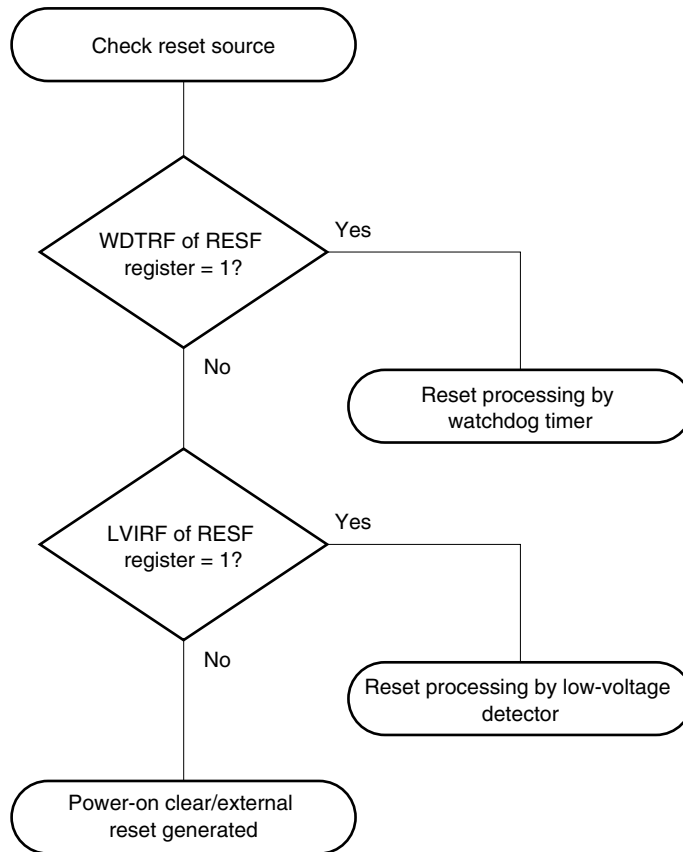 Check reset source
WDTRF of RESF
register = 1?
Yes
No
Reset processing by
watchdog timer
LVIRF of RESF
register = 1?
Yes
No
Reset processing by low-voltage
detector
Power-on clear/external
reset generated